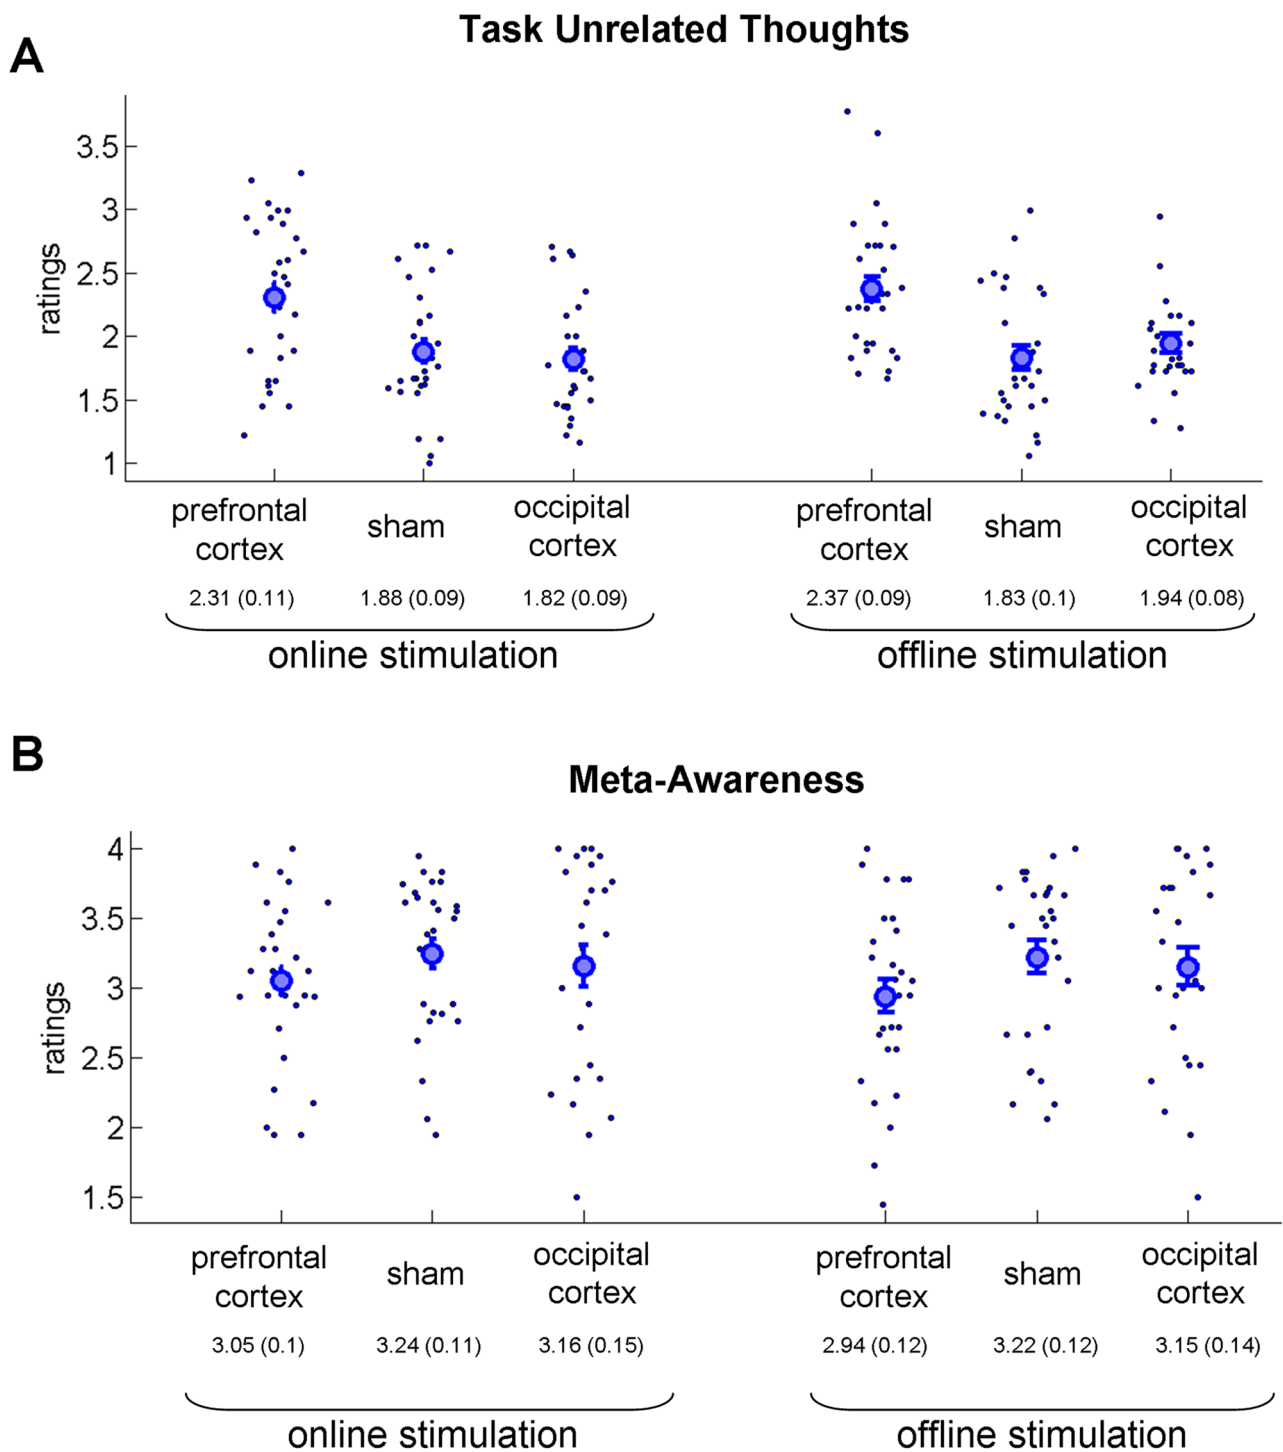 A
Task Unrelated Thoughts
ratings
3.5
3
2.5
2
1.5
1
prefrontal
cortex
sham
occipital
cortex
prefrontal
cortex
sham
occipital
cortex
2.31 (0.11) 1.88 (0.09) 1.82 (0.09) 2.37 (0.09) 1.83 (0.1) 1.94 (0.08)
online stimulation offline stimulation
B
Meta-Awareness
ratings
4
3.5
3
2.5
2
1.5
prefrontal
cortex
sham
occipital
cortex
prefrontal
cortex
sham
occipital
cortex
3.05 (0.1) 3.24 (0.11) 3.16 (0.15) 2.94 (0.12) 3.22 (0.12) 3.15 (0.14)
online stimulation offline stimulation